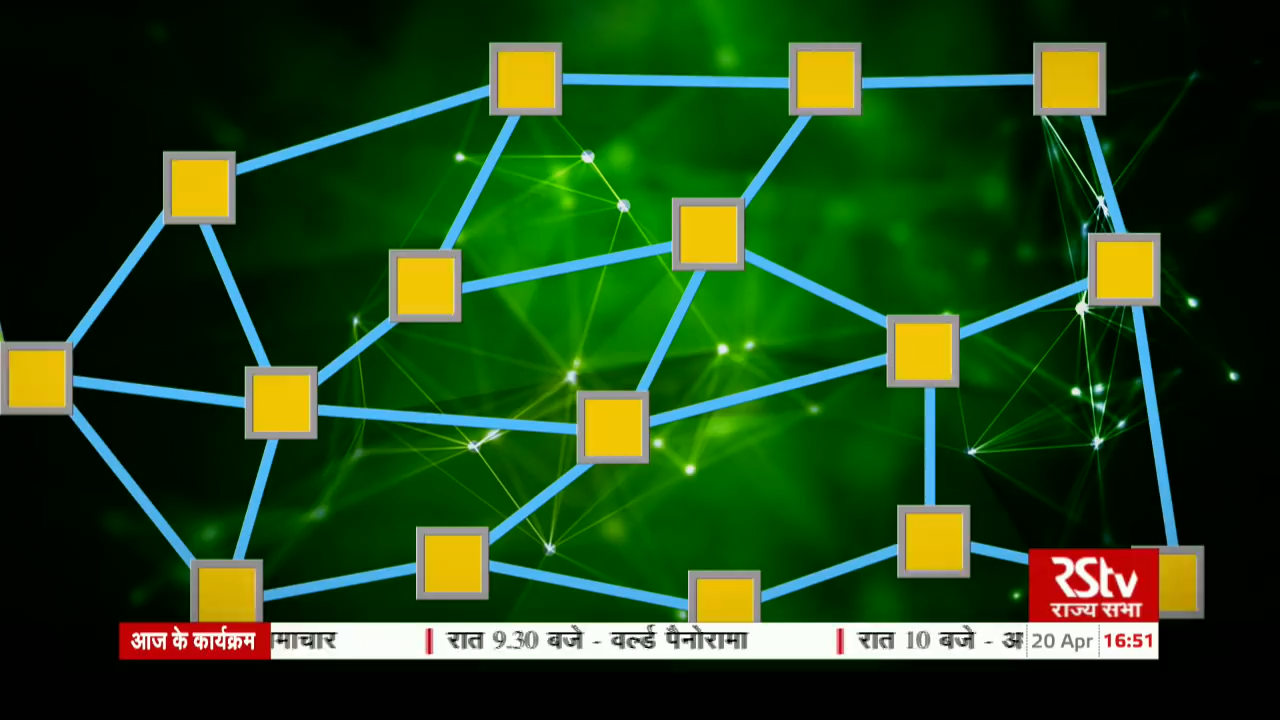 RStv
राज्य सभा
आज के कार्यक्रम
रात 9.30 बजे - वर्ल्ड पैनोरामा
रात 10 बजे -
20 Apr
16:51